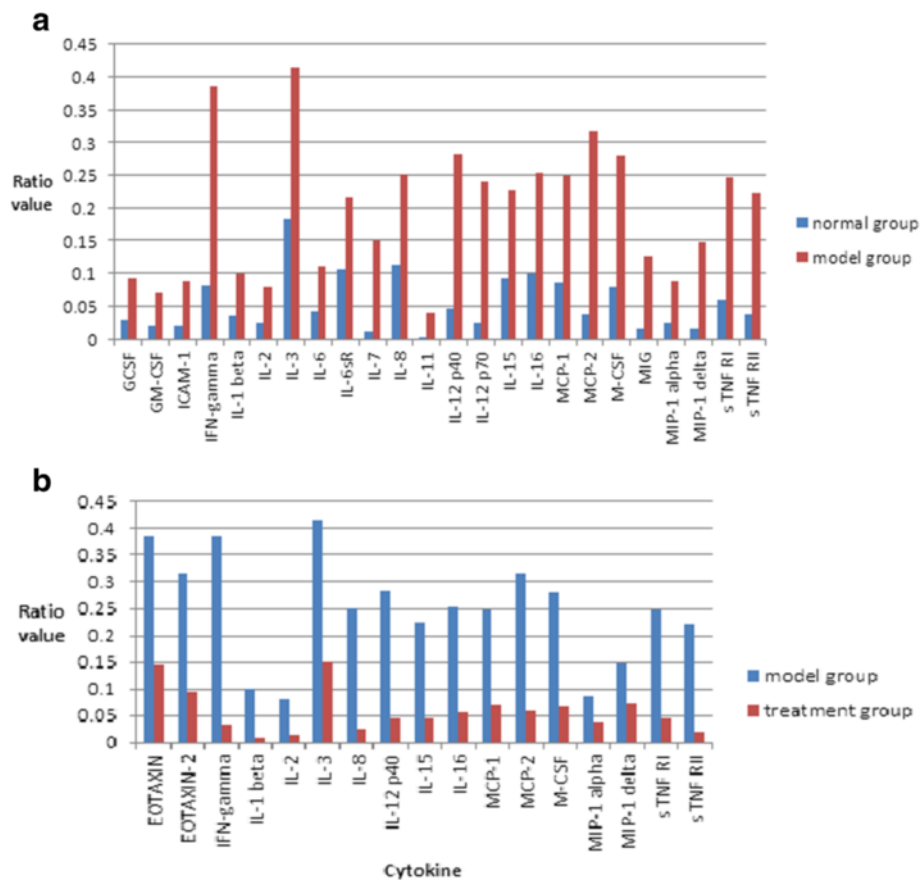 a
0.45
0.4
0.35
0.3
0.25
0.2
0.15
0.1
0.05
0
Ratio
value
normal group
model group
GCSF
GM-CSF
ICAM-1
IFN-gamma
IL-1 beta
IL-2
IL-3
IL-6
IL-6sR
IL-7
IL-8
IL-11
IL-12 p40
IL-12 p70
IL-15
IL-16
MCP-1
MCP-2
M-CSF
MIG
MIP-1 alpha
MIP-1 delta
s TNF RI
s TNF RII
b
0.45
0.4
0.35
0.3
0.25
0.2
0.15
0.1
0.05
0
Ratio
value
model group
treatment group
EOTAXIN
EOTAXIN-2
IFN-gamma
IL-1 beta
IL-2
IL-3
IL-8
IL-12 p40
IL-15
IL-16
MCP-1
MCP-2
M-CSF
MIP-1 alpha
MIP-1 delta
s TNF RI
s TNF RII
Cytokine